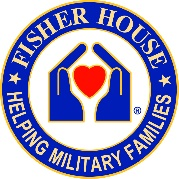 ★ FISHER HOUSE ★
HELPING MILITARY FAMILIES
®